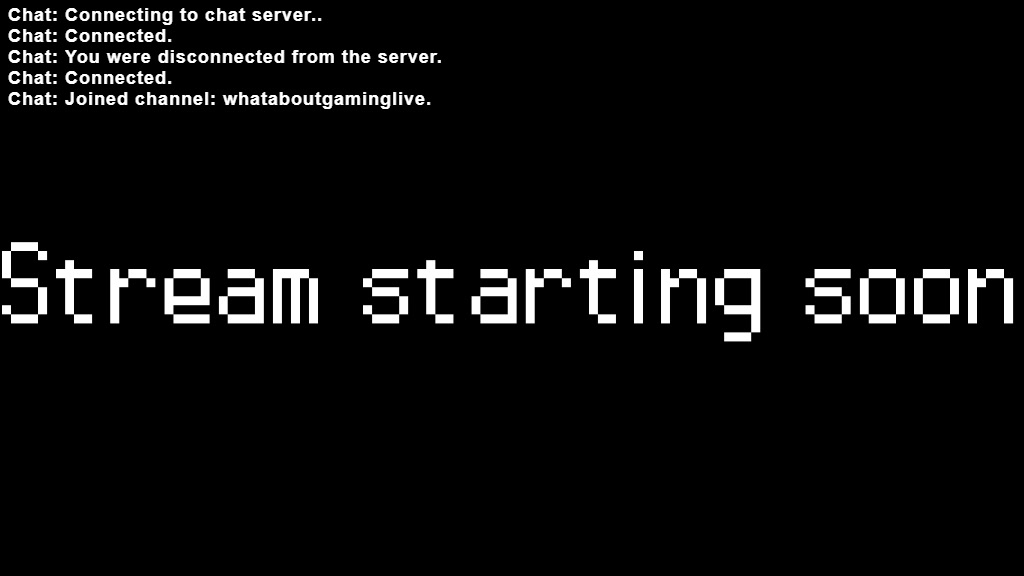 Chat: Connecting to chat server..
Chat: Connected.
Chat: You were disconnected from the server.
Chat: Connected.
Chat: Joined channel: whataboutgaminglive.
Stream starting soon